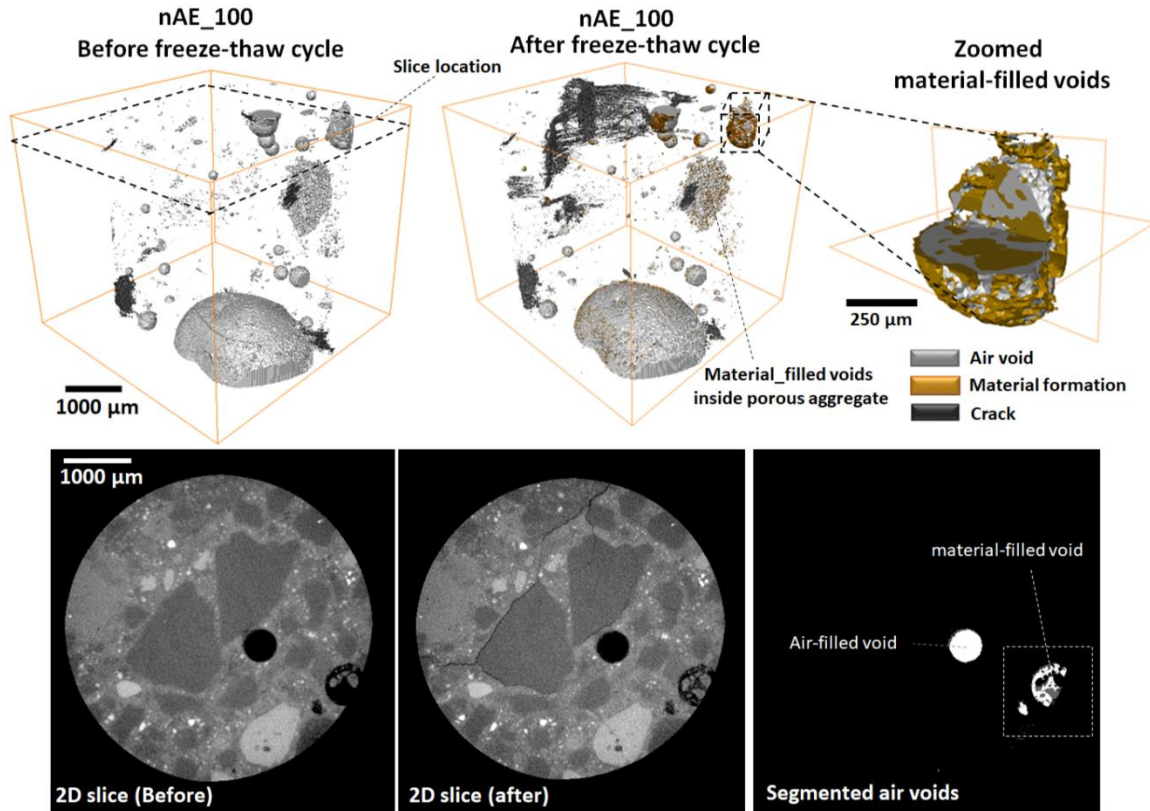 nAE_100
Before freeze-thaw cycle
Slice location
1000 µm
nAE_100
After freeze-thaw cycle
Material_filled voids
inside porous aggregate
Zoomed
material-filled voids
250 µm
Air void
Material formation
Crack
1000 µm
2D slice (Before)
2D slice (after)
material-filled void
Air-filled void
Segmented air voids